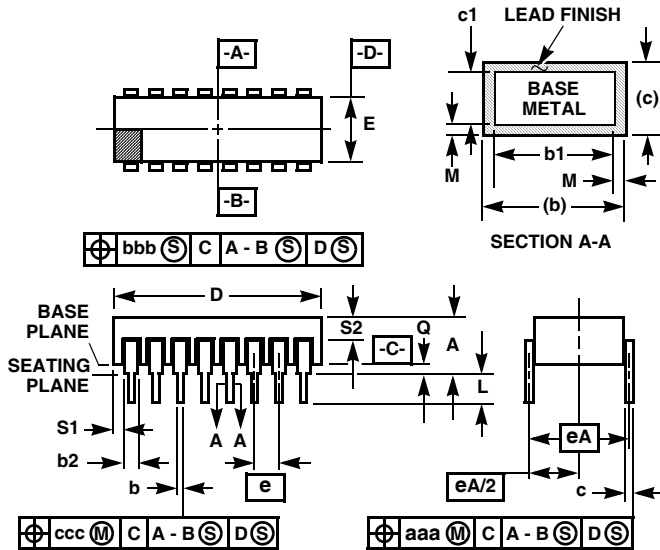 c1
LEAD FINISH
-A-
-D-
BASE
METAL
(c)
E
b1
M
M
-B-
(b)
SECTION A-A
⌖ bbb Ⓢ C A - B Ⓢ D Ⓢ
D
BASE
PLANE
S2
Q
-C-
A
SEATING
PLANE
L
S1
A
A
eA
b2
e
b
eA/2
c
⌖ ccc Ⓜ C A - B Ⓢ D Ⓢ
⌖ aaa Ⓜ C A - B Ⓢ D Ⓢ